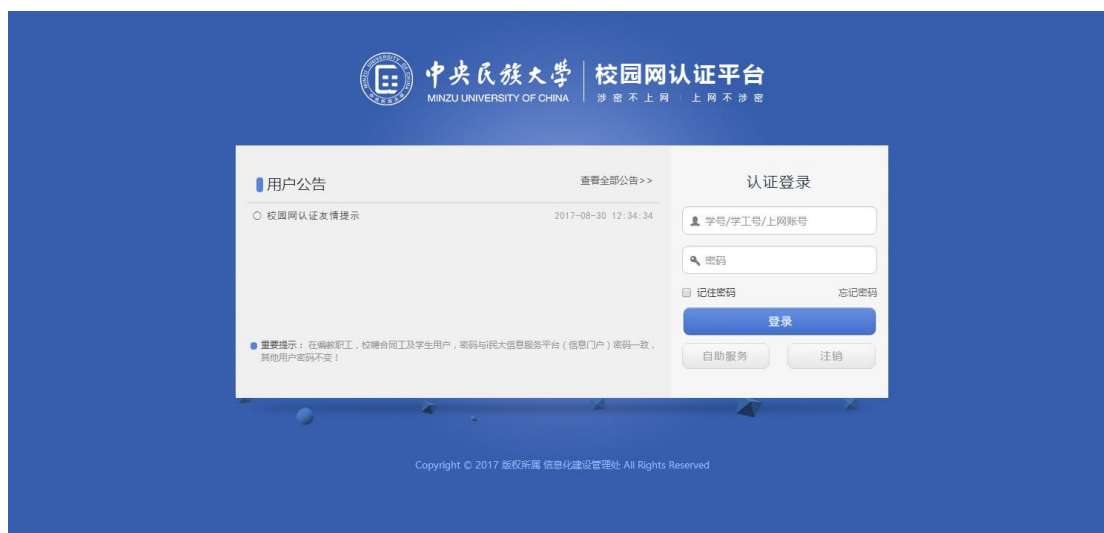 中央民族大学
MINZU UNIVERSITY OF CHINA
校园网认证平台
涉密不上网 | 上网不涉密
用户公告
查看全部公告>>
校园网认证友情提示
2017-08-30 12:34:34
重要提示： 在编教职工，校聘合同工及学生用户，密码与i民大信息服务平台（信息门户）密码一致，
其他用户密码不变！
认证登录
学号/学工号/上网账号
密码
记住密码
忘记密码
登录
自助服务
注销
Copyright © 2017 版权所属 信息化建设管理处 All Rights Reserved